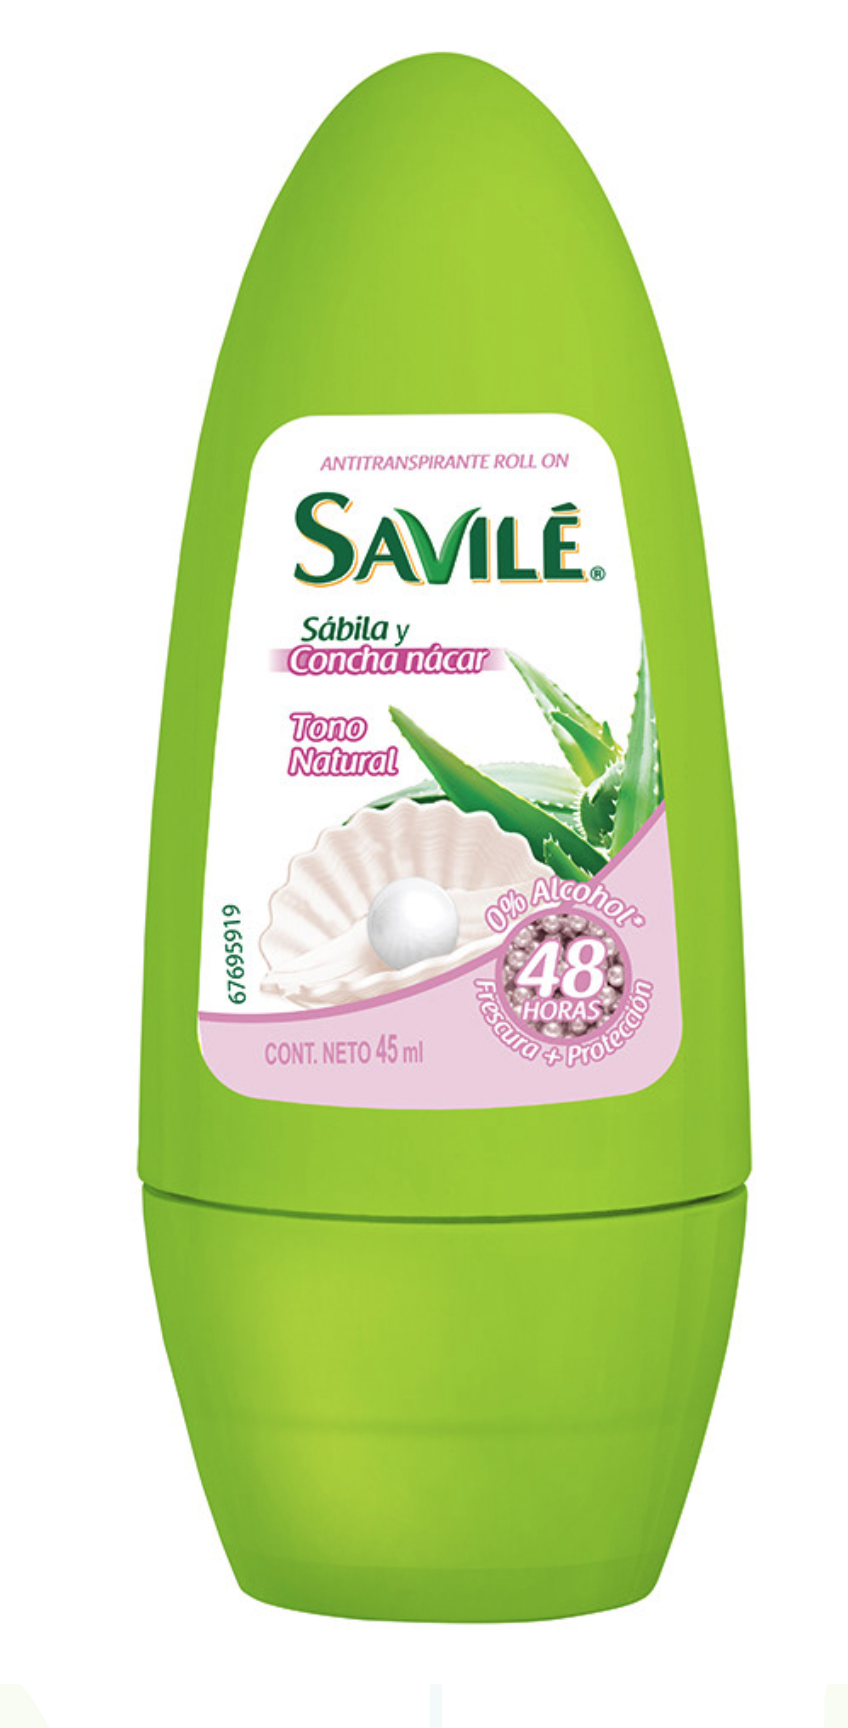 ANTITRANSPIRANTE ROLL ON
SAVILÉ®
Sábila y
Concha nácar
Tono
Natural
0% Alcohol*
48
HORAS
Frescura + Protección
67695919
CONT. NETO 45 ml